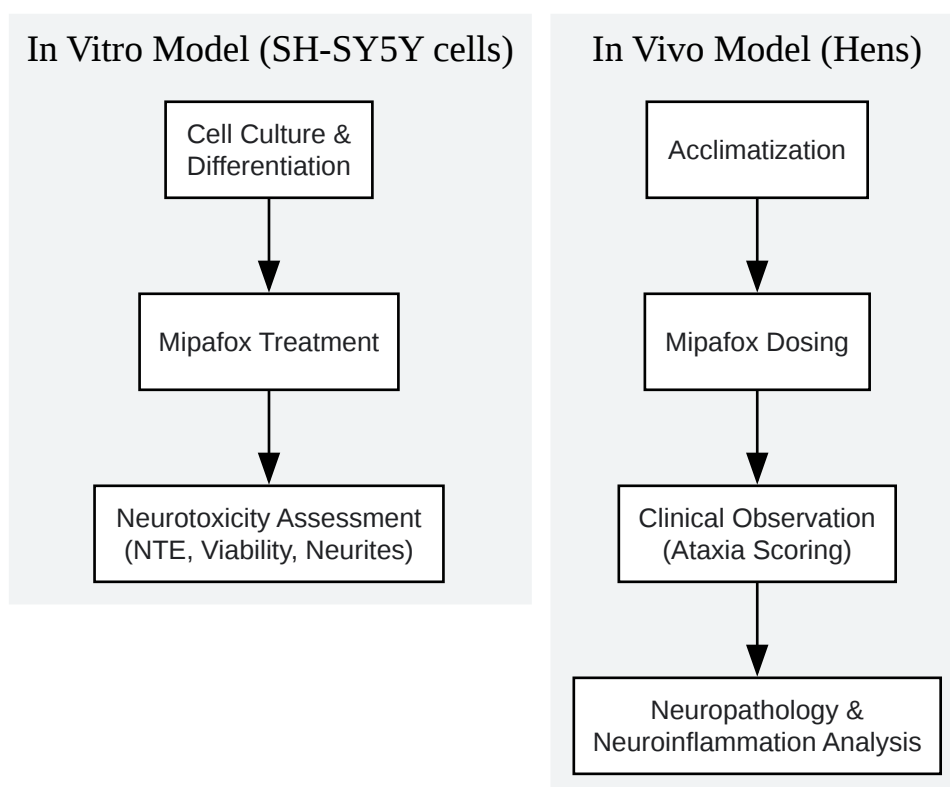 In Vitro Model (SH-SY5Y cells)
Cell Culture &
Differentiation
Mipafox Treatment
Neurotoxicity Assessment
(NTE, Viability, Neurites)
In Vivo Model (Hens)
Acclimatization
Mipafox Dosing
Clinical Observation
(Ataxia Scoring)
Neuropathology &
Neuroinflammation Analysis